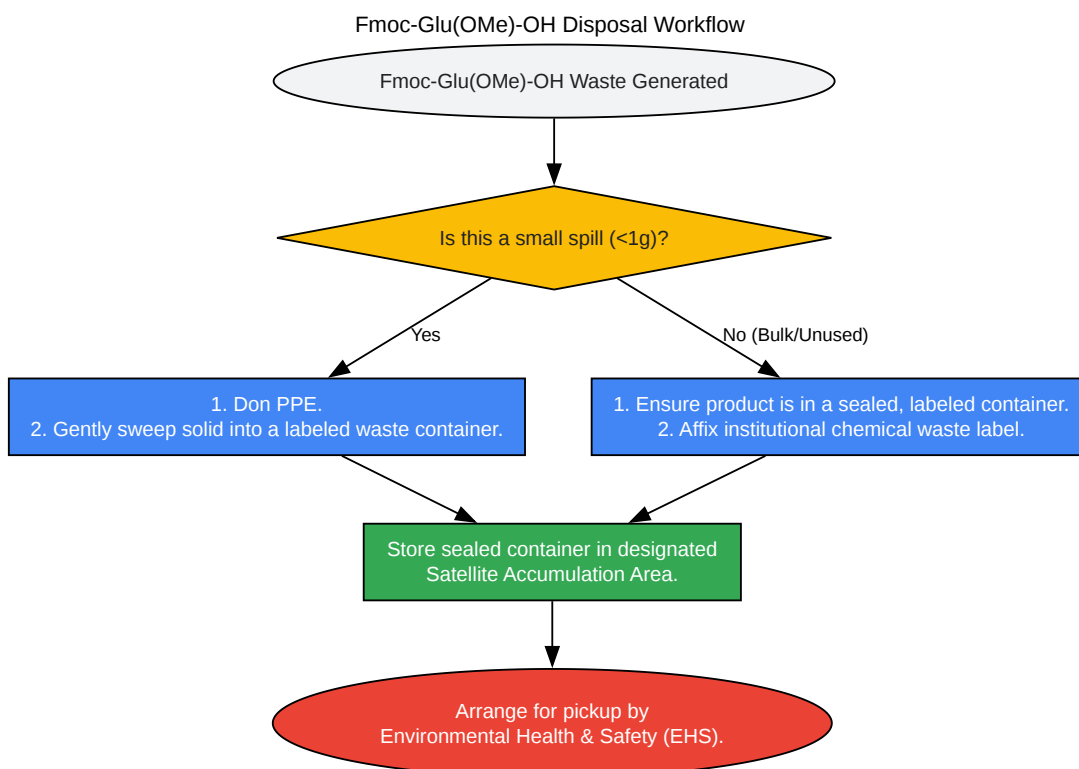 Fmoc-Glu(OMe)-OH Disposal Workflow
Fmoc-Glu(OMe)-OH Waste Generated
Is this a small spill (<1g)?
Yes
No (Bulk/Unused)
1. Don PPE.
2. Gently sweep solid into a labeled waste container.
1. Ensure product is in a sealed, labeled container.
2. Affix institutional chemical waste label.
Store sealed container in designated
Satellite Accumulation Area.
Arrange for pickup by
Environmental Health & Safety (EHS).